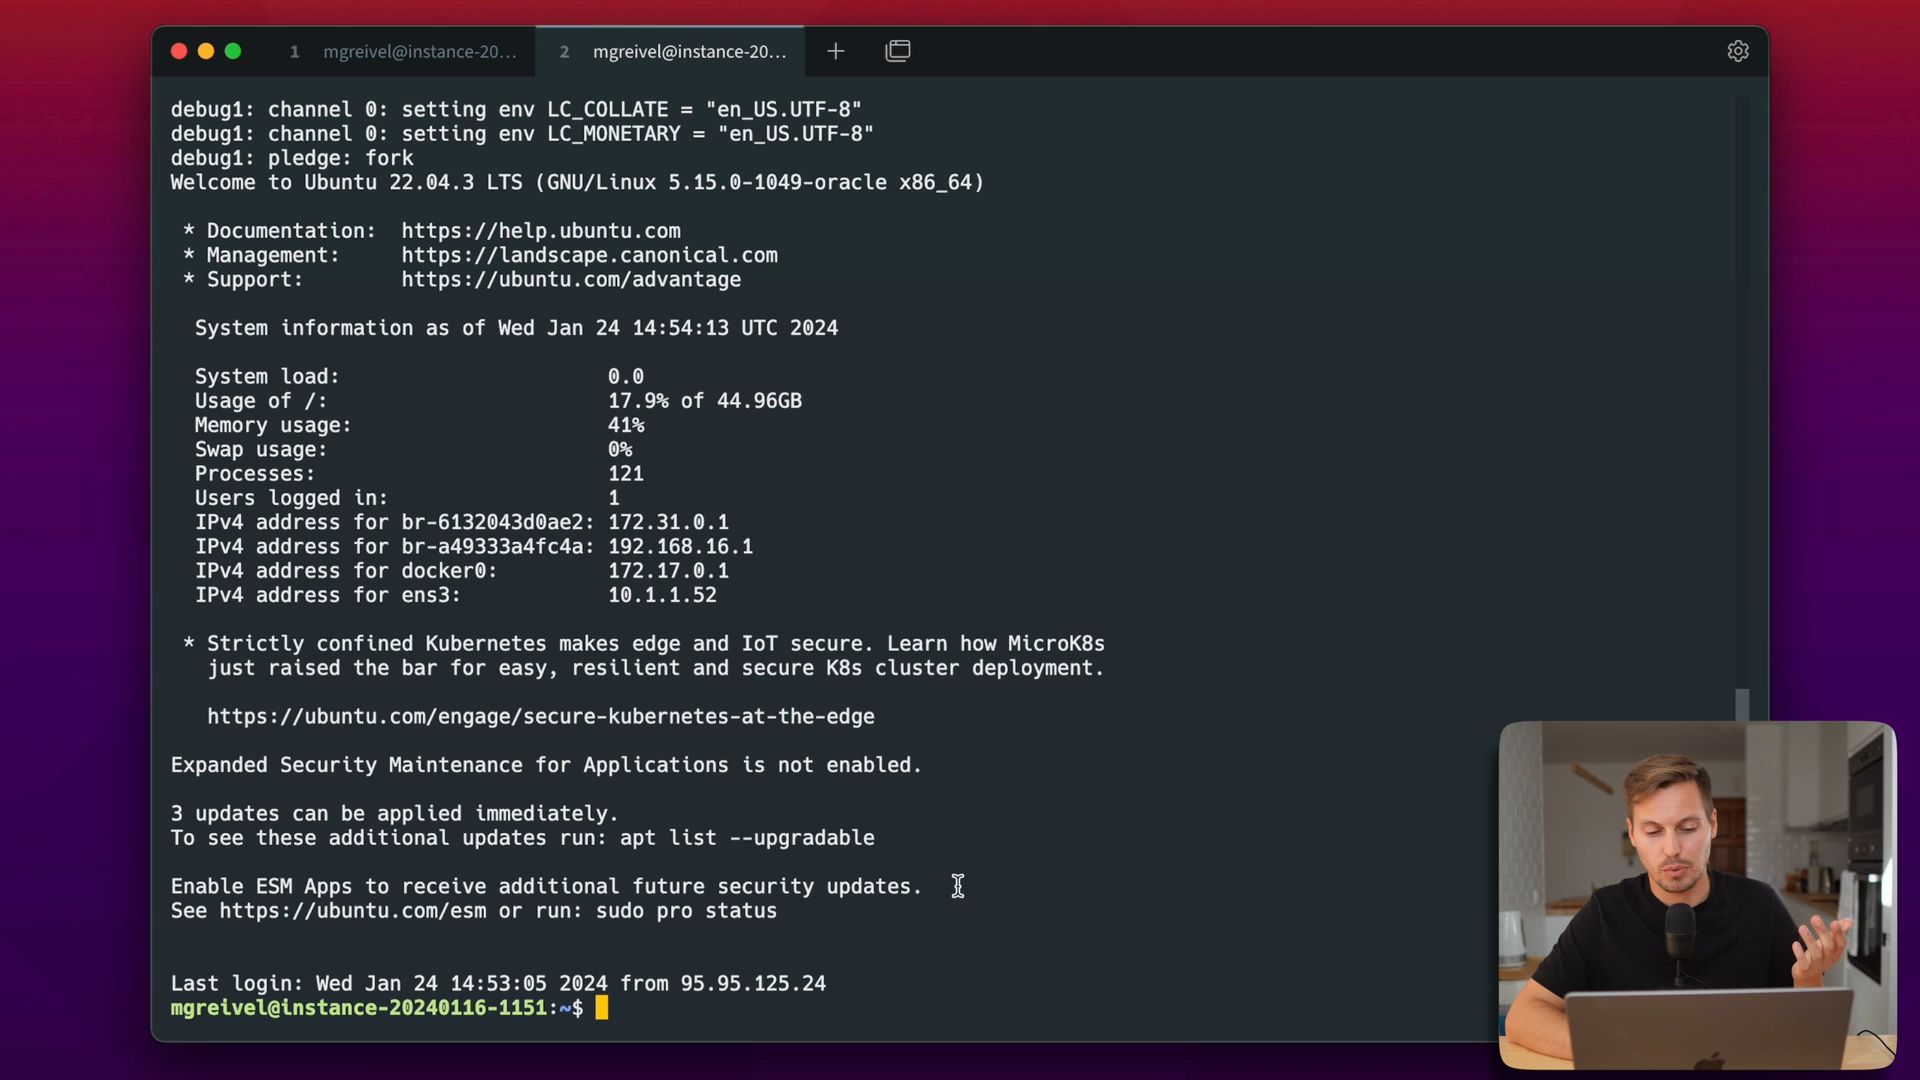 1 mgreivel@instance-20... 2 mgreivel@instance-20...
debug1: channel 0: setting env LC_COLLATE = "en_US.UTF-8"
debug1: channel 0: setting env LC_MONETARY = "en_US.UTF-8"
debug1: pledge: fork
Welcome to Ubuntu 22.04.3 LTS (GNU/Linux 5.15.0-1049-oracle x86_64)
* Documentation: https://help.ubuntu.com
* Management: https://landscape.canonical.com
* Support: https://ubuntu.com/advantage
System information as of Wed Jan 24 14:54:13 UTC 2024
System load: 0.0
Usage of /: 17.9% of 44.96GB
Memory usage: 41%
Swap usage: 0%
Processes: 121
Users logged in: 1
IPv4 address for br-6132043d0ae2: 172.31.0.1
IPv4 address for br-a49333a4fc4a: 192.168.16.1
IPv4 address for docker0: 172.17.0.1
IPv4 address for ens3: 10.1.1.52
* Strictly confined Kubernetes makes edge and IoT secure. Learn how MicroK8s
just raised the bar for easy, resilient and secure K8s cluster deployment.
https://ubuntu.com/engage/secure-kubernetes-at-the-edge
Expanded Security Maintenance for Applications is not enabled.
3 updates can be applied immediately.
To see these additional updates run: apt list --upgradable
Enable ESM Apps to receive additional future security updates.
See https://ubuntu.com/esm or run: sudo pro status
Last login: Wed Jan 24 14:53:05 2024 from 95.95.125.24
mgreivel@instance-20240116-1151:~$